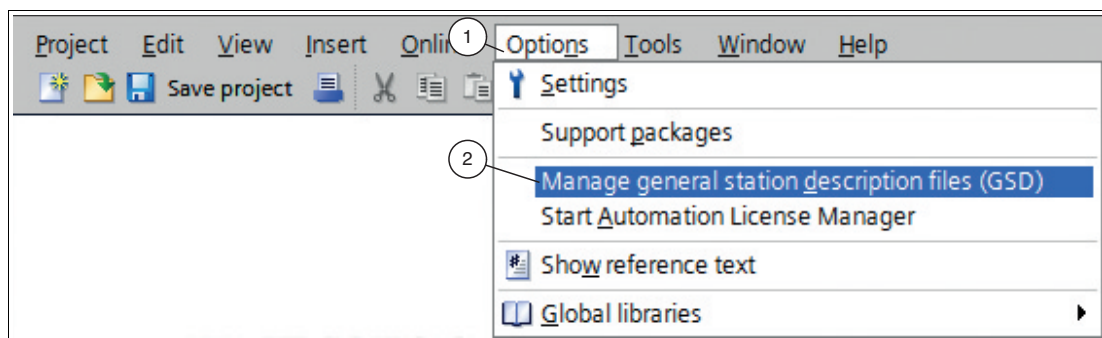 Project Edit View Insert Onlin 1 Options Tools Window Help
Save project
Settings
Support packages
2
Manage general station description files (GSD)
Start Automation License Manager
Show reference text
Global libraries